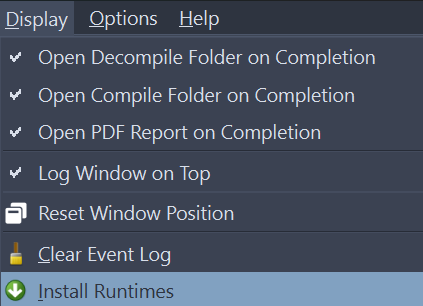 Display Options Help
Open Decompile Folder on Completion
Open Compile Folder on Completion
Open PDF Report on Completion
Log Window on Top
Reset Window Position
Clear Event Log
Install Runtimes